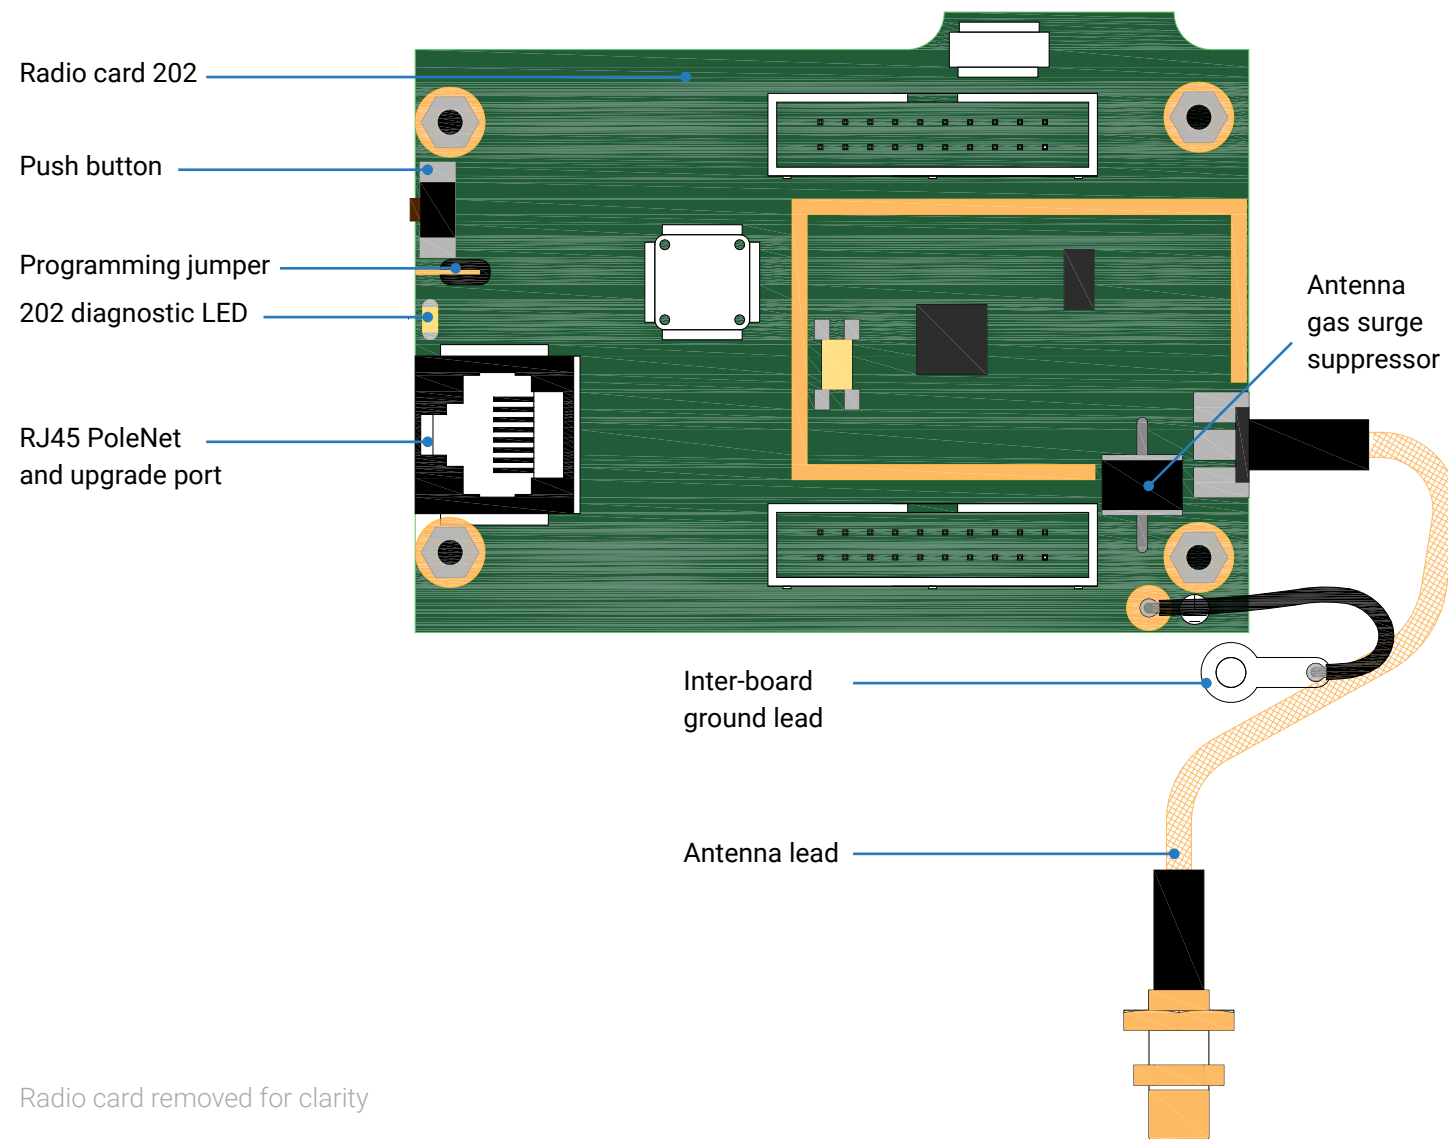 Radio card 202
Push button
Programming jumper
202 diagnostic LED
RJ45 PoleNet
and upgrade port
Antenna
gas surge
suppressor
Inter-board
ground lead
Antenna lead
Radio card removed for clarity